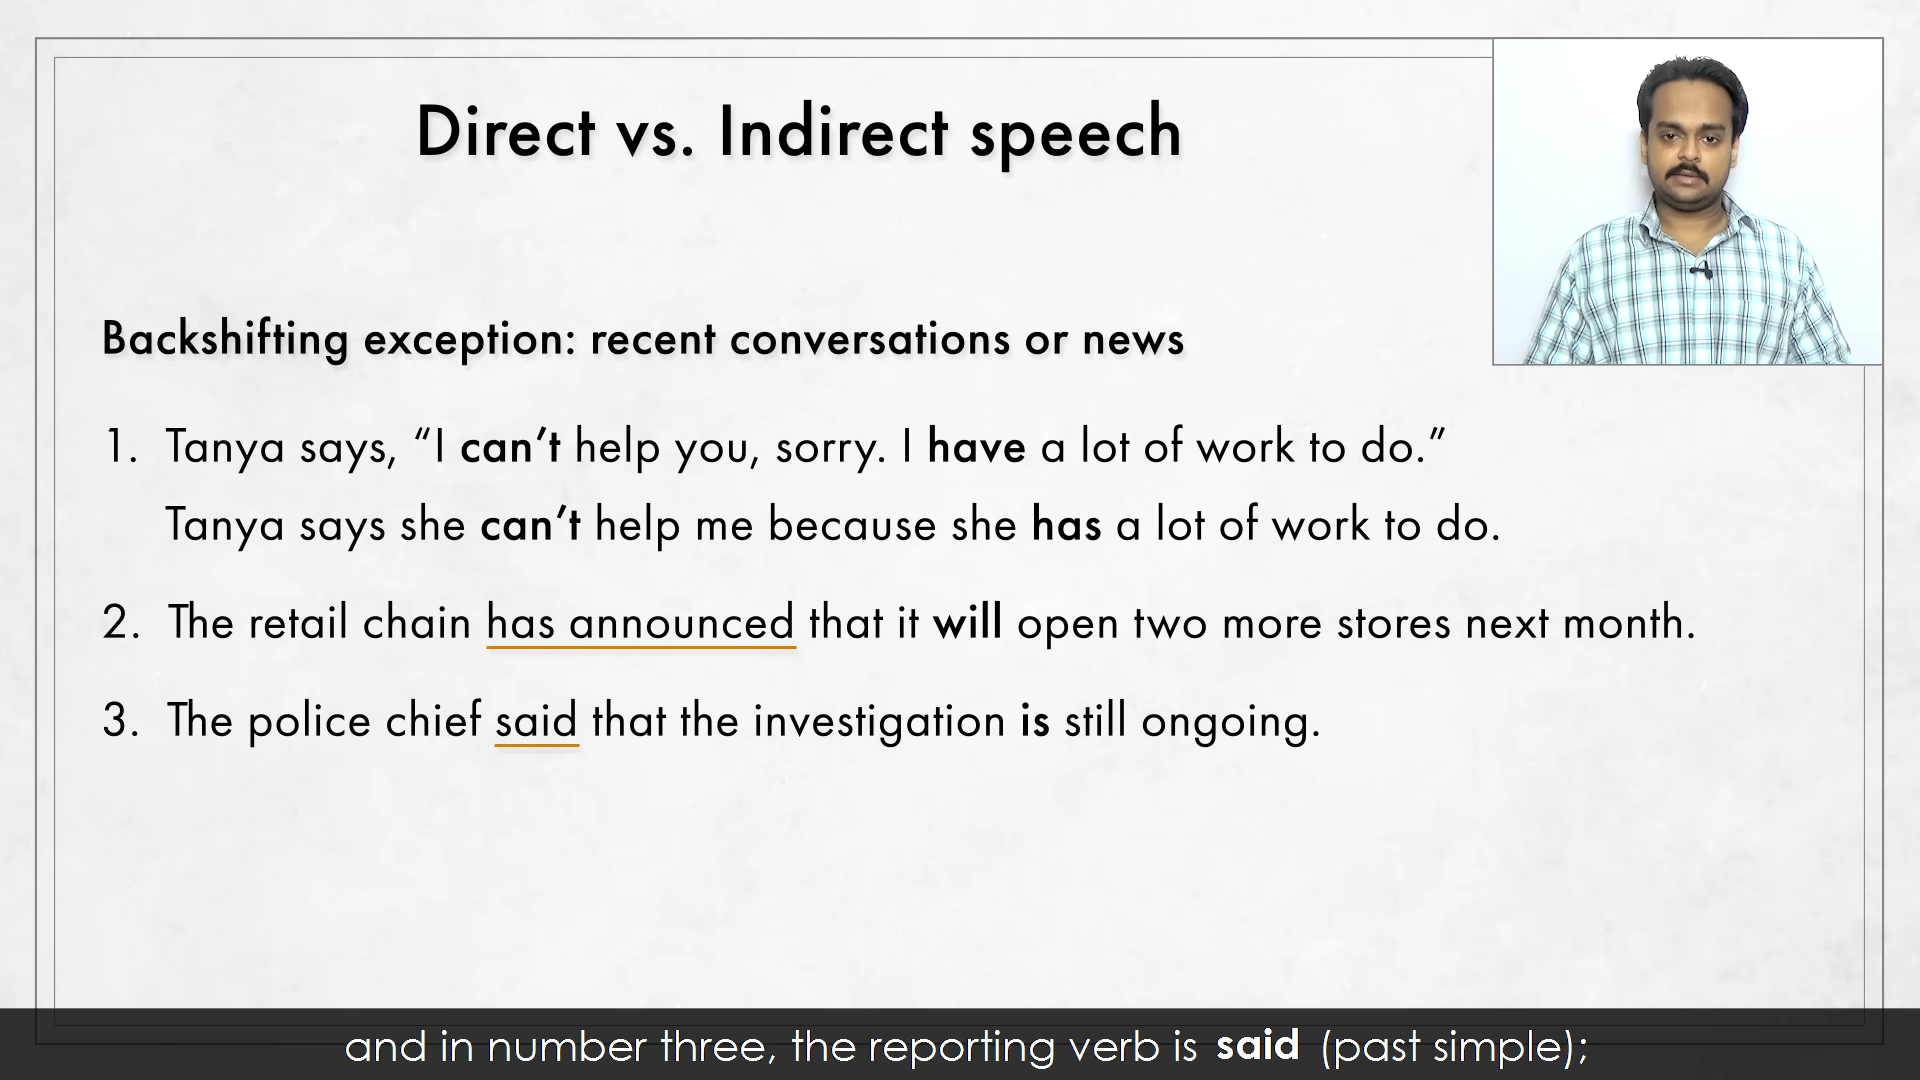 Direct vs. Indirect speech
Backshifting exception: recent conversations or news
1. Tanya says, “I can’t help you, sorry. I have a lot of work to do.”
Tanya says she can’t help me because she has a lot of work to do.
2. The retail chain has announced that it will open two more stores next month.
3. The police chief said that the investigation is still ongoing.
and in number three, the reporting verb is said (past simple);